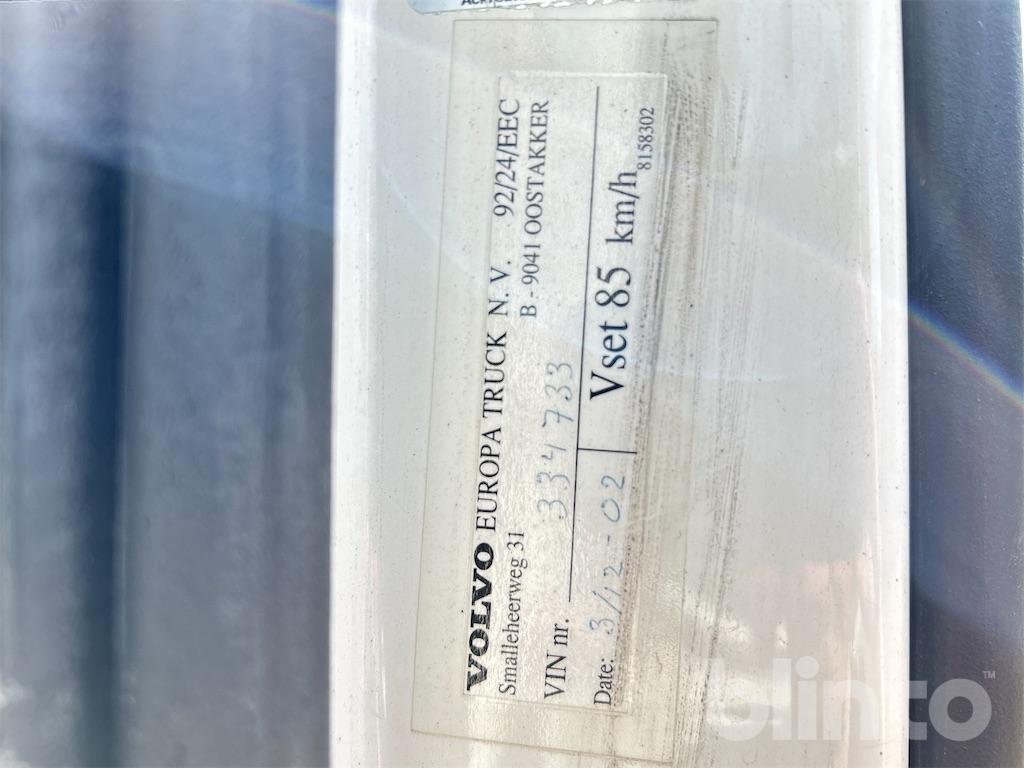 VOLVO EUROPA TRUCK N. V. 92/24/EEC
Smalleheerweg 31 B - 9041 OOSTAKKER
VIN nr. 334733
Date: 3/12-02 Vset 85 km/h
8158302
blinto™